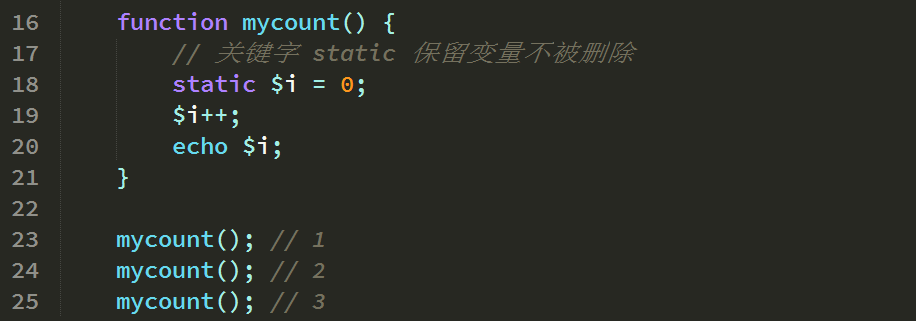 16 function mycount() {
17 // 关键字 static 保留变量不被删除
18 static $i = 0;
19 $i++;
20 echo $i;
21 }
22
23 mycount(); // 1
24 mycount(); // 2
25 mycount(); // 3